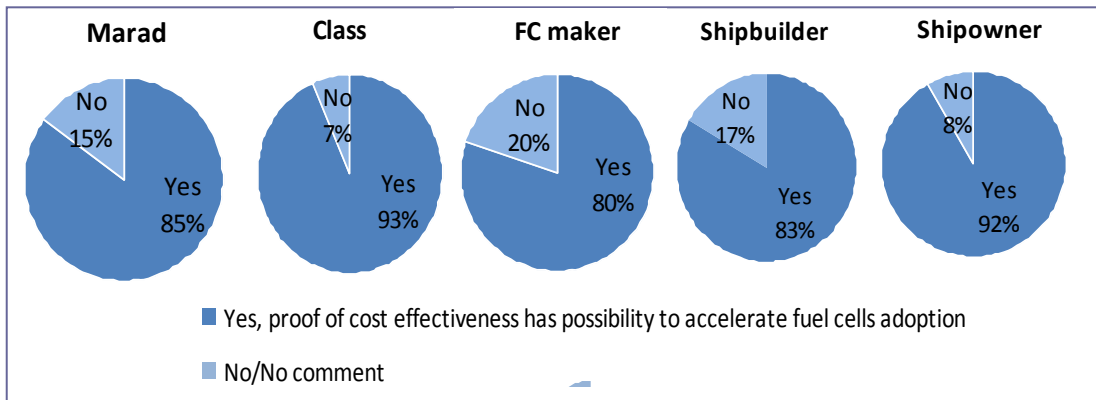 Marad
Class
FC maker
Shipbuilder
Shipowner
No
15%
Yes
85%
No
7%
Yes
93%
No
20%
Yes
80%
No
17%
Yes
83%
No
8%
Yes
92%
Yes, proof of cost effectiveness has possibility to accelerate fuel cells adoption
No/No comment